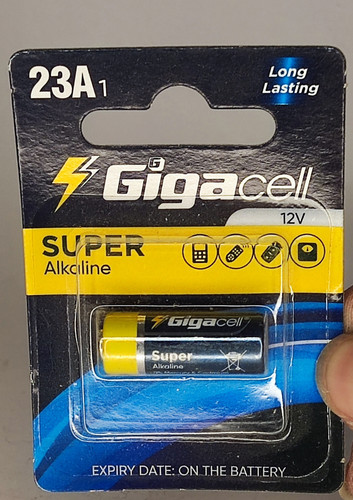 23A1
Long
Lasting
Gigacell
12V
SUPER
Alkaline
Gigacell
Super
Alkaline
EXPIRY DATE: ON THE BATTERY